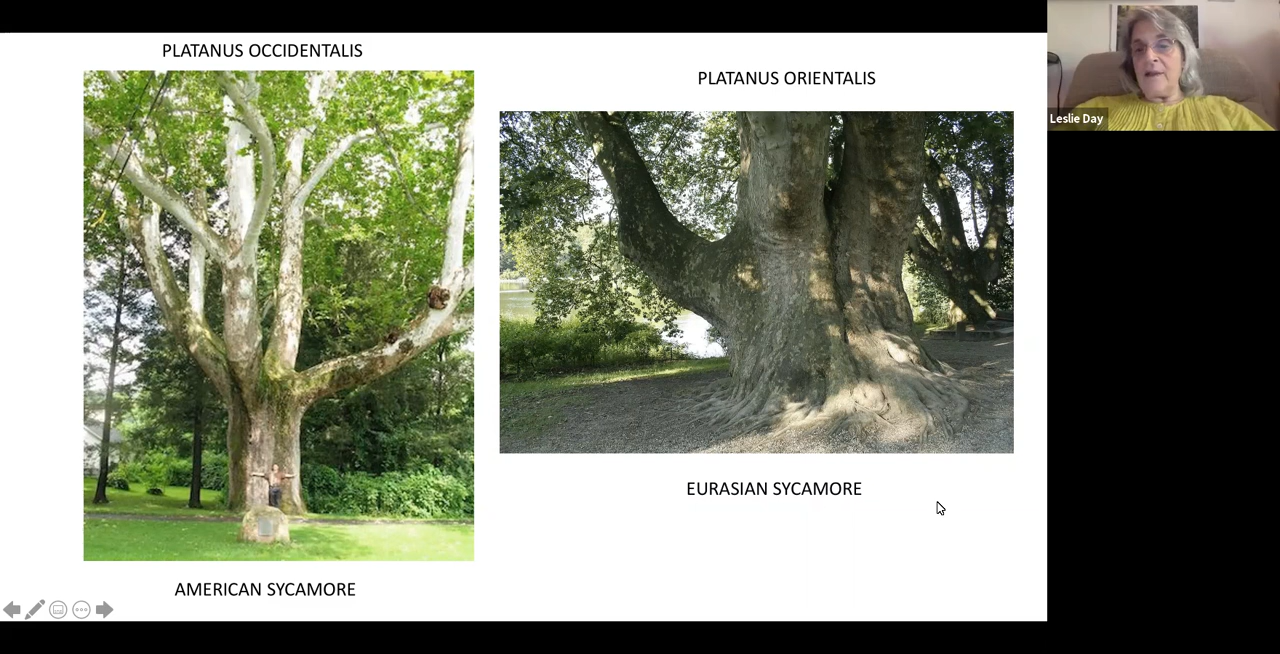 PLATANUS OCCIDENTALIS
PLATANUS ORIENTALIS
Leslie Day
EURASIAN SYCAMORE
AMERICAN SYCAMORE